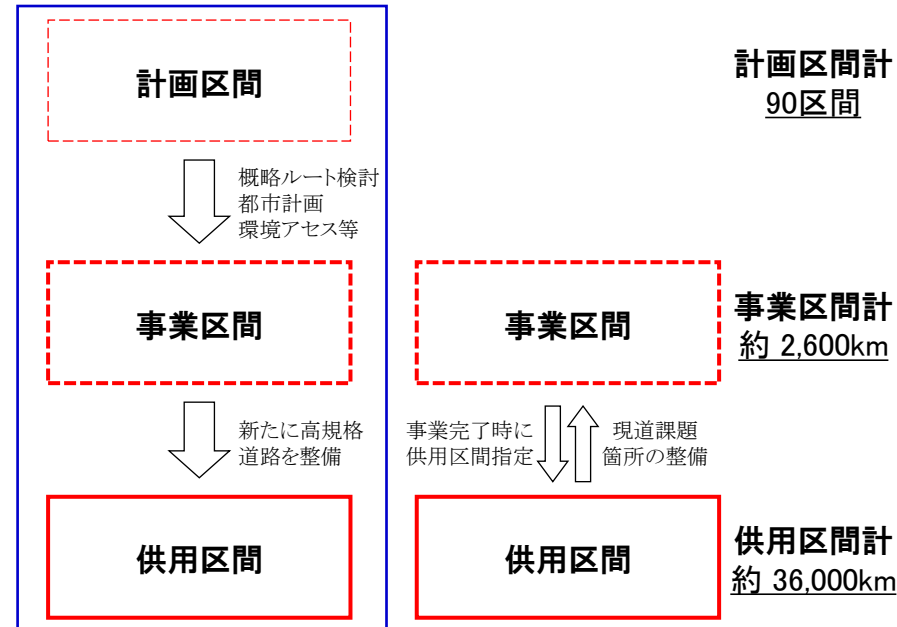 計画区間
計画区間計
90区間
概略ルート検討
都市計画
環境アセス等
事業区間
事業区間
事業区間計
約 2,600km
新たに高規格
道路を整備
事業完了時に
供用区間指定
現道課題
箇所の整備
供用区間
供用区間
供用区間計
約 36,000km